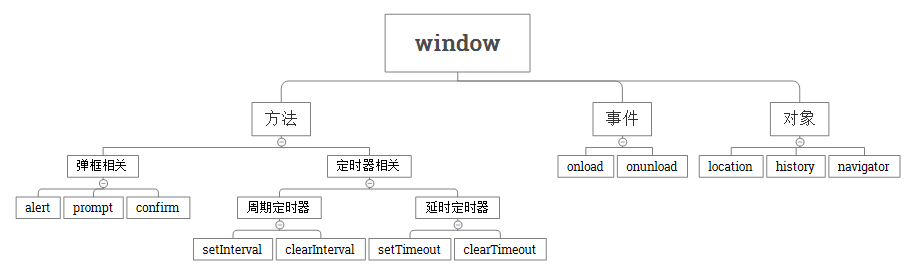 window
方法
事件
对象
弹框相关
定时器相关
onload
onunload
location
history
navigator
alert
prompt
confirm
周期定时器
延时定时器
setInterval
clearInterval
setTimeout
clearTimeout